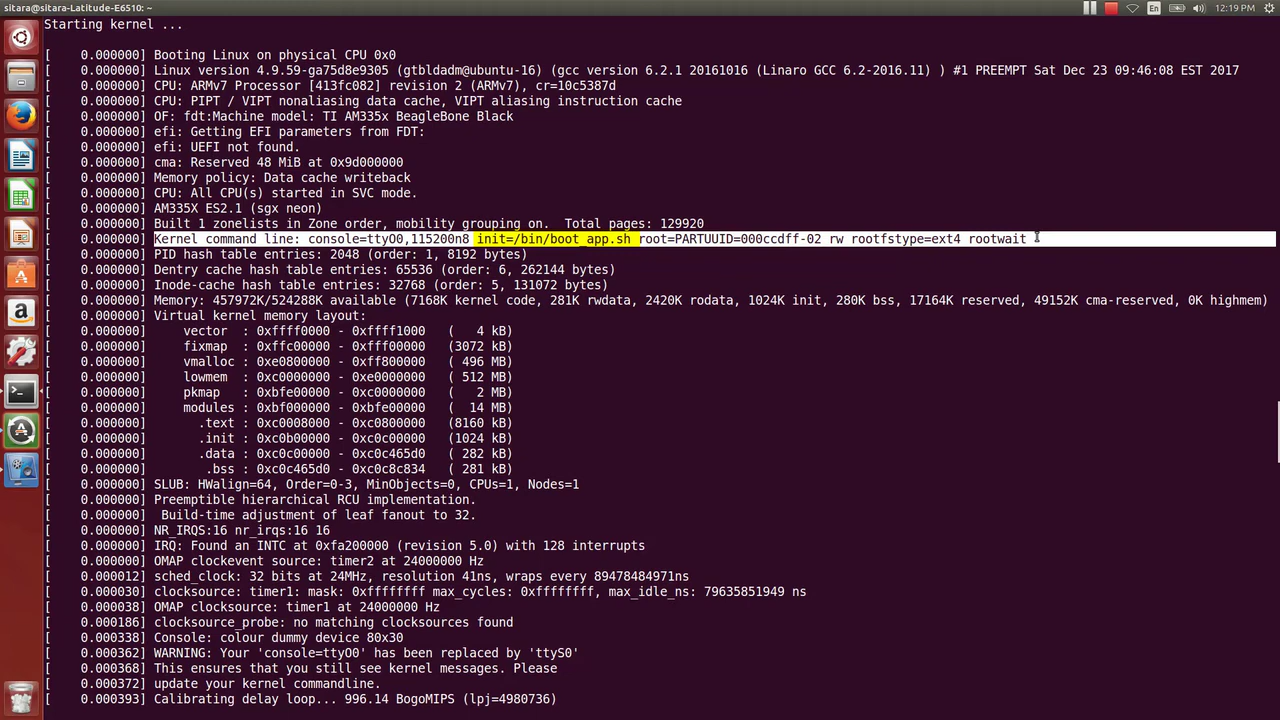 sitara@sitara-Latitude-E6510: ~
En
12:19 PM
Starting kernel ...
[    0.000000] Booting Linux on physical CPU 0x0
[    0.000000] Linux version 4.9.59-ga75d8e9305 (gtbldadm@ubuntu-16) (gcc version 6.2.1 20161016 (Linaro GCC 6.2-2016.11) ) #1 PREEMPT Sat Dec 23 09:46:08 EST 2017
[    0.000000] CPU: ARMv7 Processor [413fc082] revision 2 (ARMv7), cr=10c5387d
[    0.000000] CPU: PIPT / VIPT nonaliasing data cache, VIPT aliasing instruction cache
[    0.000000] OF: fdt:Machine model: TI AM335x BeagleBone Black
[    0.000000] efi: Getting EFI parameters from FDT:
[    0.000000] efi: UEFI not found.
[    0.000000] cma: Reserved 48 MiB at 0x9d000000
[    0.000000] Memory policy: Data cache writeback
[    0.000000] CPU: All CPU(s) started in SVC mode.
[    0.000000] AM335X ES2.1 (sgx neon)
[    0.000000] Built 1 zonelists in Zone order, mobility grouping on.  Total pages: 129920
[    0.000000] Kernel command line: console=ttyO0,115200n8 init=/bin/boot_app.sh root=PARTUUID=000ccdff-02 rw rootfstype=ext4 rootwait
[    0.000000] PID hash table entries: 2048 (order: 1, 8192 bytes)
[    0.000000] Dentry cache hash table entries: 65536 (order: 6, 262144 bytes)
[    0.000000] Inode-cache hash table entries: 32768 (order: 5, 131072 bytes)
[    0.000000] Memory: 457972K/524288K available (7168K kernel code, 281K rwdata, 2420K rodata, 1024K init, 280K bss, 17164K reserved, 49152K cma-reserved, 0K highmem)
[    0.000000] Virtual kernel memory layout:
[    0.000000]     vector  : 0xffff0000 - 0xffff1000   (   4 kB)
[    0.000000]     fixmap  : 0xffc00000 - 0xfff00000   (3072 kB)
[    0.000000]     vmalloc : 0xe0800000 - 0xff800000   ( 496 MB)
[    0.000000]     lowmem  : 0xc0000000 - 0xe0000000   ( 512 MB)
[    0.000000]     pkmap   : 0xbfe00000 - 0xc0000000   (   2 MB)
[    0.000000]     modules : 0xbf000000 - 0xbfe00000   (  14 MB)
[    0.000000]       .text : 0xc0008000 - 0xc0800000   (8160 kB)
[    0.000000]       .init : 0xc0b00000 - 0xc0c00000   (1024 kB)
[    0.000000]       .data : 0xc0c00000 - 0xc0c465d0   ( 282 kB)
[    0.000000]        .bss : 0xc0c465d0 - 0xc0c8c834   ( 281 kB)
[    0.000000] SLUB: HWalign=64, Order=0-3, MinObjects=0, CPUs=1, Nodes=1
[    0.000000] Preemptible hierarchical RCU implementation.
[    0.000000]  Build-time adjustment of leaf fanout to 32.
[    0.000000] NR_IRQS:16 nr_irqs:16 16
[    0.000000] IRQ: Found an INTC at 0xfa200000 (revision 5.0) with 128 interrupts
[    0.000000] OMAP clockevent source: timer2 at 24000000 Hz
[    0.000012] sched_clock: 32 bits at 24MHz, resolution 41ns, wraps every 89478484971ns
[    0.000030] clocksource: timer1: mask: 0xffffffff max_cycles: 0xffffffff, max_idle_ns: 79635851949 ns
[    0.000038] OMAP clocksource: timer1 at 24000000 Hz
[    0.000186] clocksource_probe: no matching clocksources found
[    0.000338] Console: colour dummy device 80x30
[    0.000362] WARNING: Your 'console=ttyO0' has been replaced by 'ttyS0'
[    0.000368] This ensures that you still see kernel messages. Please
[    0.000372] update your kernel commandline.
[    0.000393] Calibrating delay loop... 996.14 BogoMIPS (lpj=4980736)